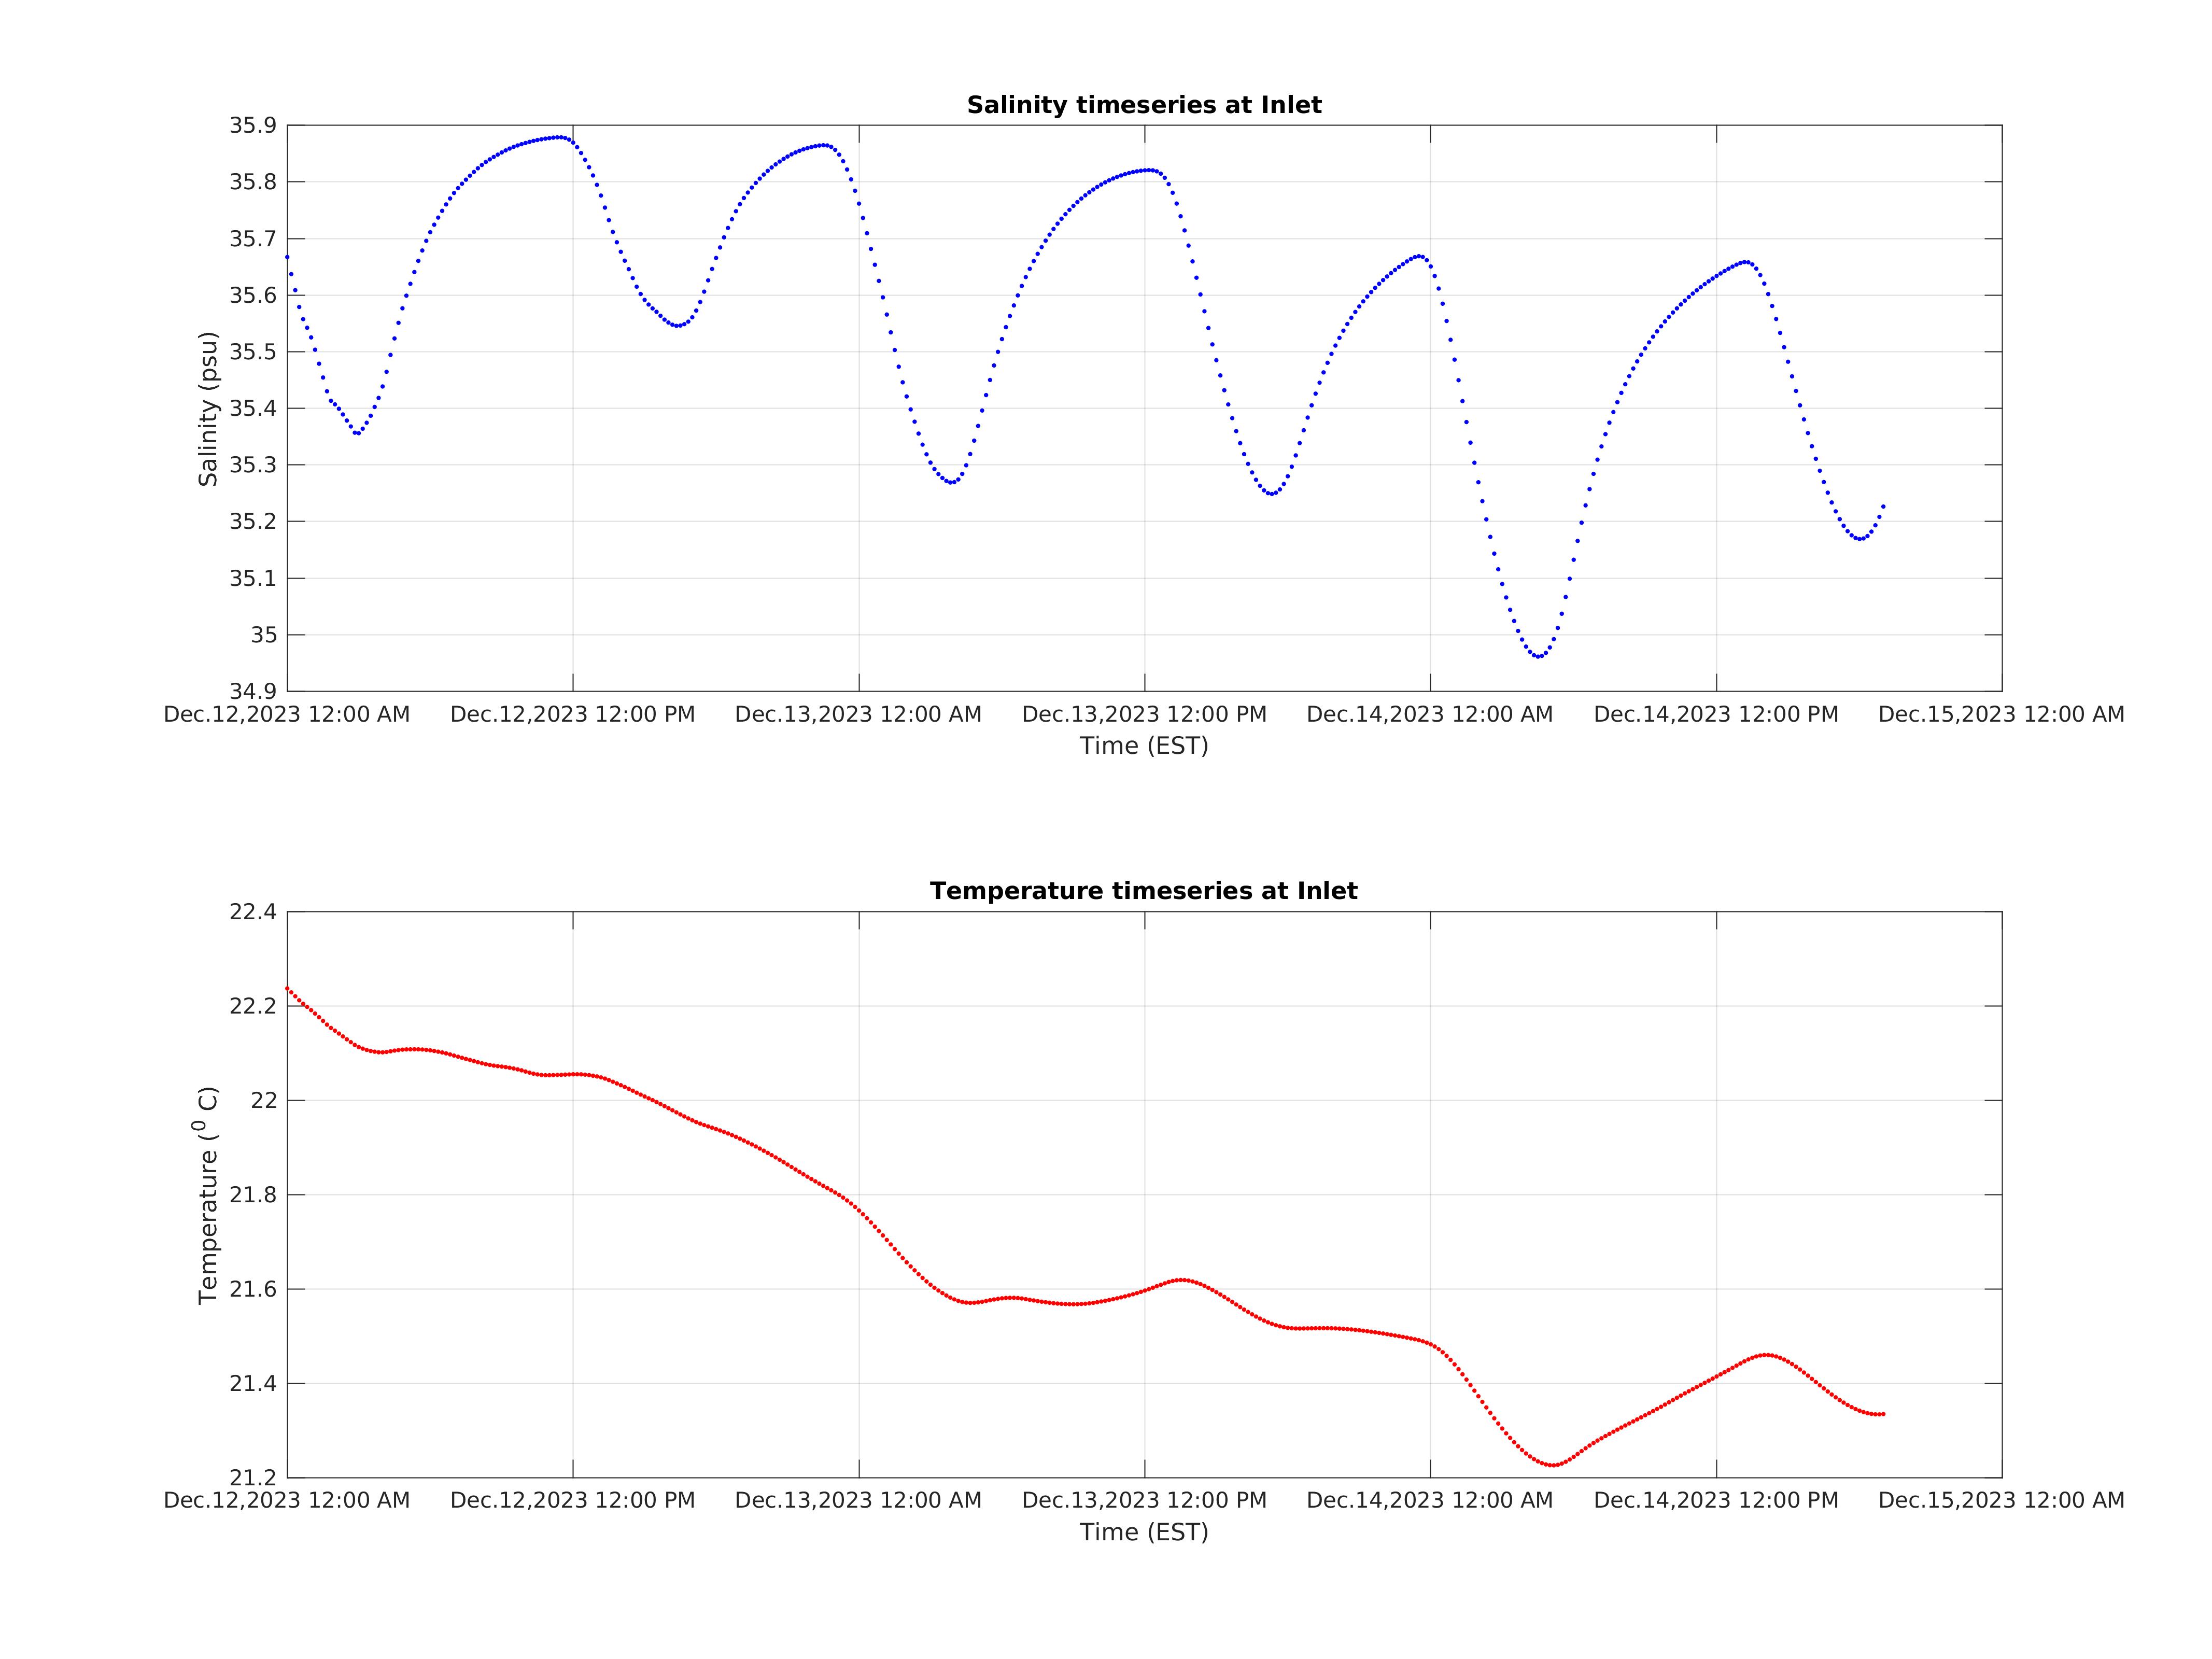 Salinity timeseries at Inlet
35.9
35.8
35.7
35.6
35.5
35.4
35.3
35.2
35.1
35
34.9
Salinity (psu)
Dec.12,2023 12:00 AM Dec.12,2023 12:00 PM Dec.13,2023 12:00 AM Dec.13,2023 12:00 PM Dec.14,2023 12:00 AM Dec.14,2023 12:00 PM Dec.15,2023 12:00 AM
Time (EST)
Temperature timeseries at Inlet
22.4
22.2
22
21.8
21.6
21.4
21.2
Temperature (⁰ C)
Dec.12,2023 12:00 AM Dec.12,2023 12:00 PM Dec.13,2023 12:00 AM Dec.13,2023 12:00 PM Dec.14,2023 12:00 AM Dec.14,2023 12:00 PM Dec.15,2023 12:00 AM
Time (EST)